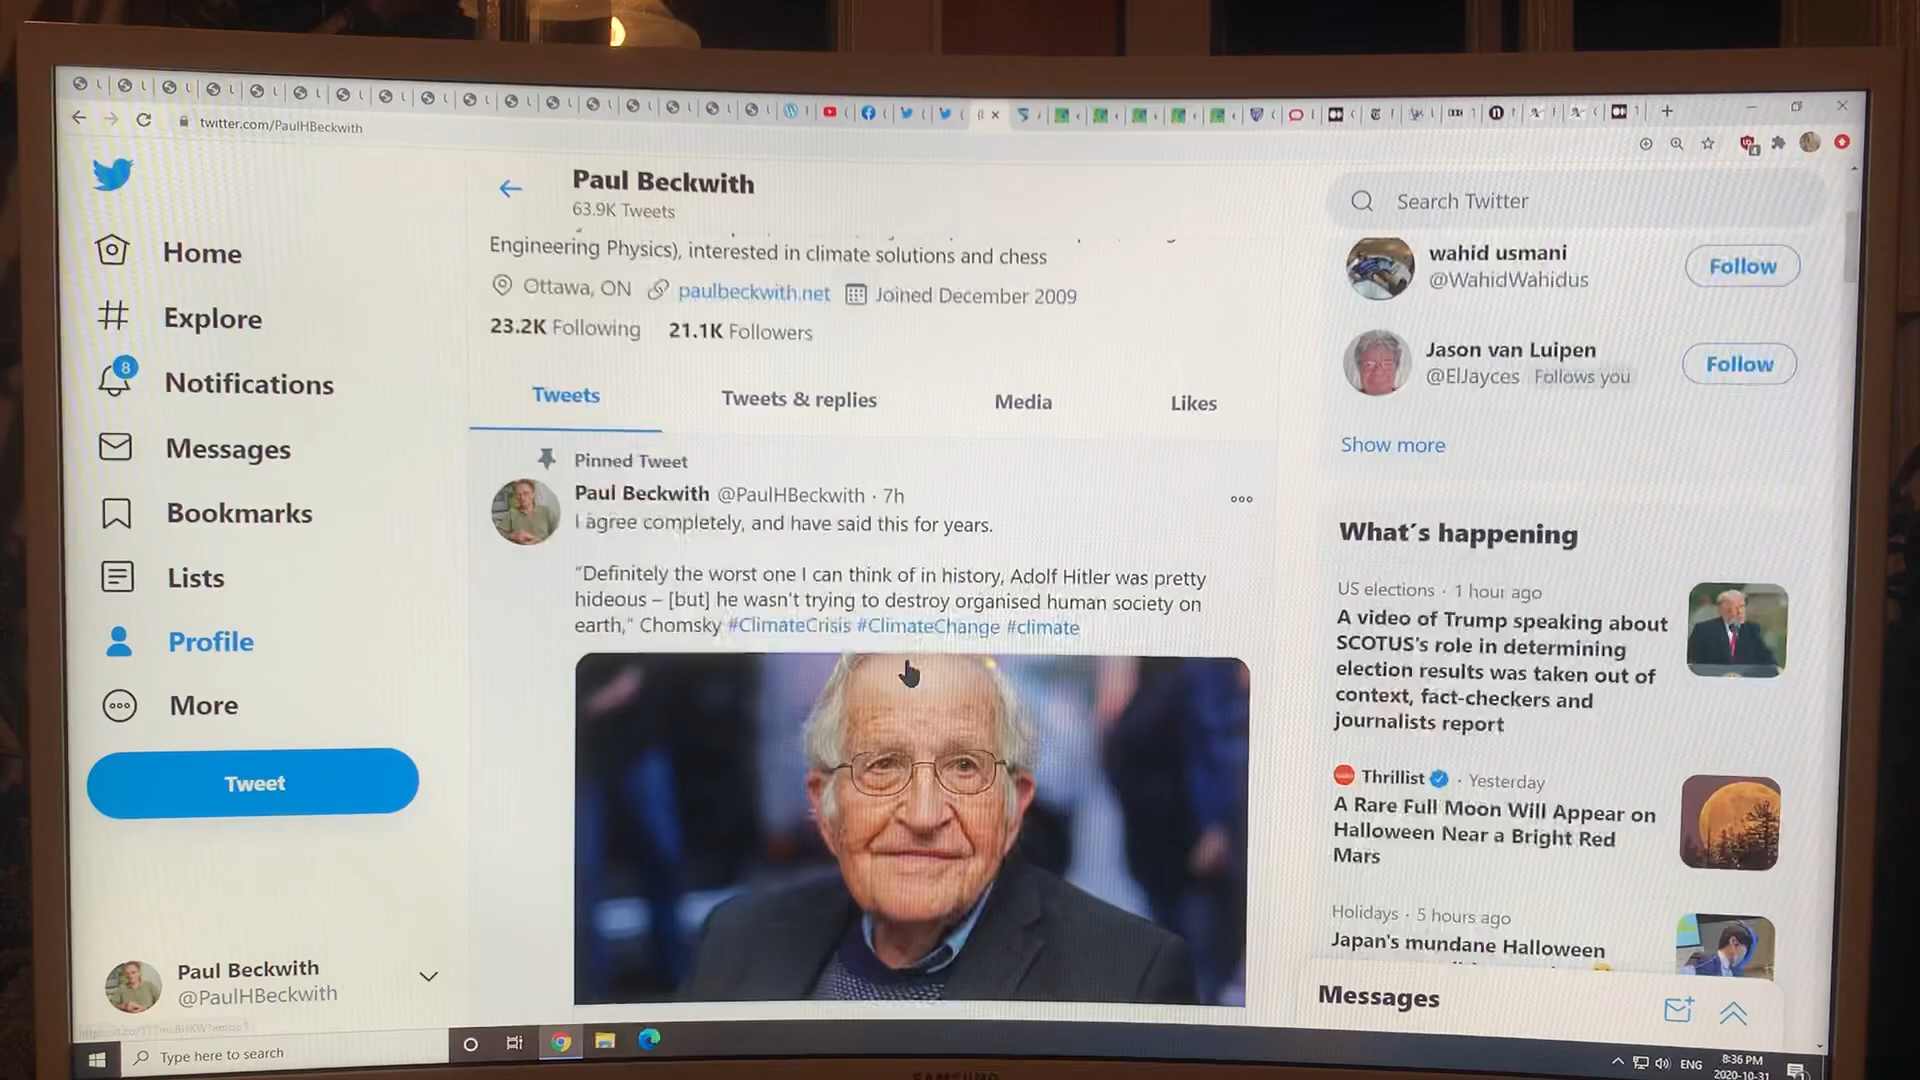 twitter.com/PaulHBeckwith
Home
Explore
8
Notifications
Messages
Bookmarks
Lists
Profile
More
Tweet
Paul Beckwith
@PaulHBeckwith
Paul Beckwith
63.9K Tweets
Engineering Physics), interested in climate solutions and chess
Ottawa, ON paulbeckwith.net Joined December 2009
23.2K Following 21.1K Followers
Tweets Tweets & replies Media Likes
Pinned Tweet
Paul Beckwith @PaulHBeckwith · 7h
I agree completely, and have said this for years.
"Definitely the worst one I can think of in history, Adolf Hitler was pretty
hideous – [but] he wasn't trying to destroy organised human society on
earth," Chomsky #ClimateCrisis #ClimateChange #climate
Search Twitter
wahid usmani
@WahidWahidus
Follow
Jason van Luipen
@ElJayces Follows you
Follow
Show more
What's happening
US elections · 1 hour ago
A video of Trump speaking about
SCOTUS's role in determining
election results was taken out of
context, fact-checkers and
journalists report
Thrillist · Yesterday
A Rare Full Moon Will Appear on
Halloween Near a Bright Red
Mars
Holidays · 5 hours ago
Japan's mundane Halloween
Messages
Type here to search
ENG
8:36 PM
2020-10-31
SAMSUNG